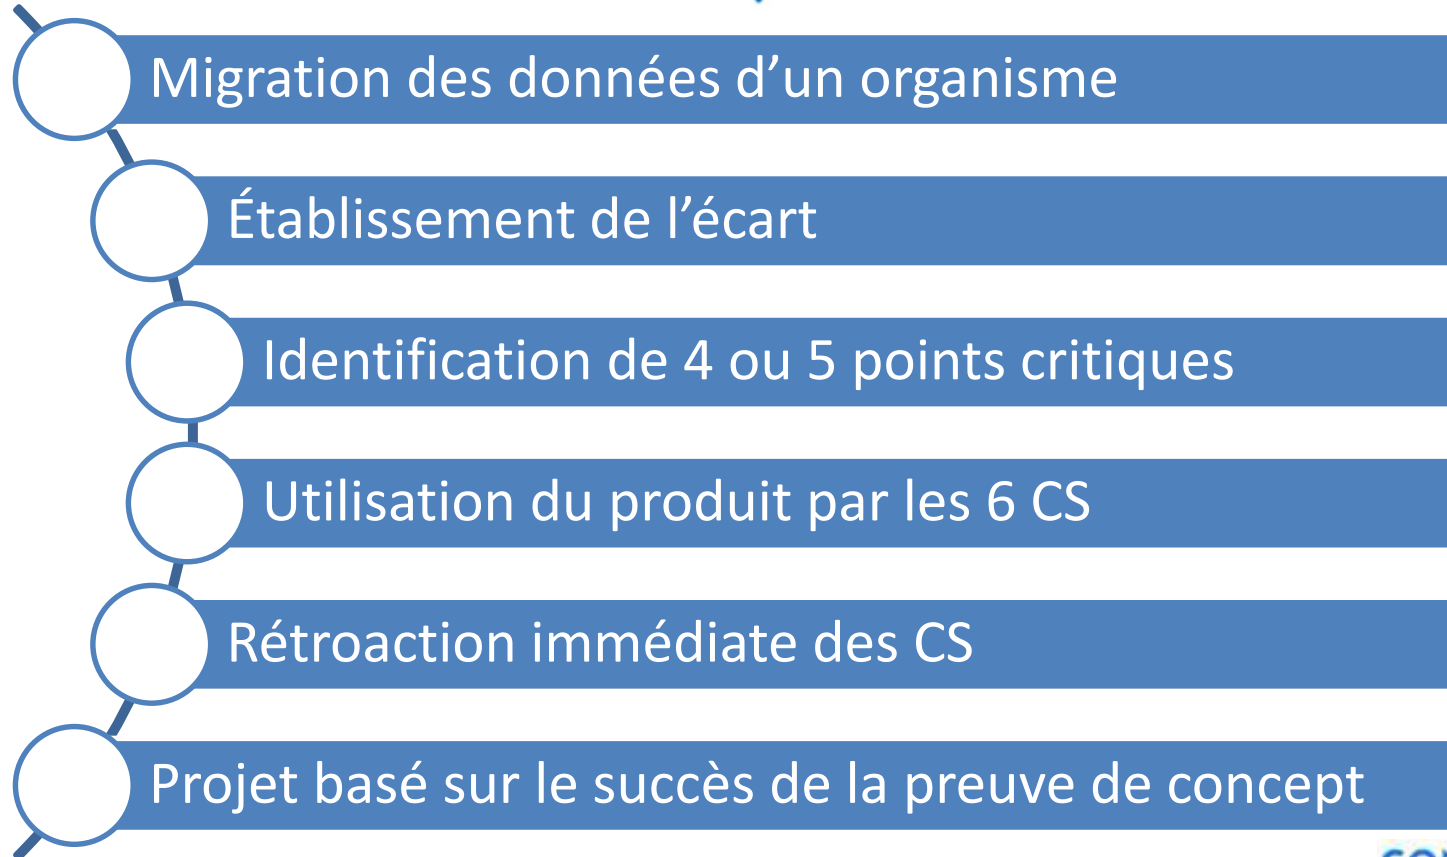 Migration des données d’un organisme
Établissement de l’écart
Identification de 4 ou 5 points critiques
Utilisation du produit par les 6 CS
Rétroaction immédiate des CS
Projet basé sur le succès de la preuve de concept